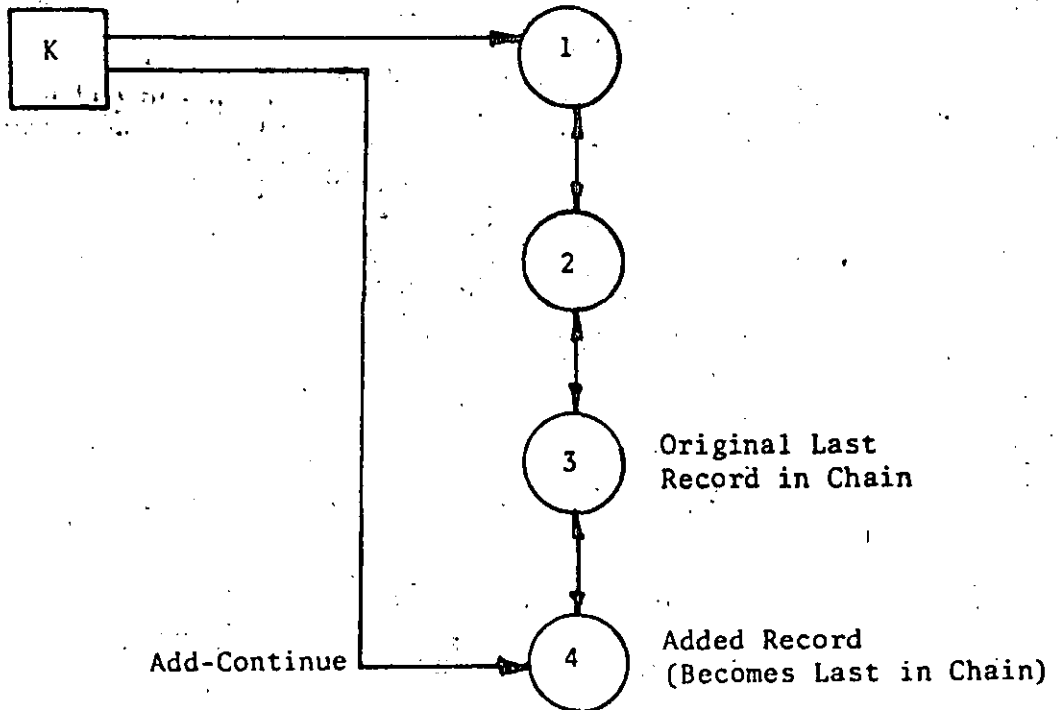 K
1
2
3
Original Last
Record in Chain
4
Add-Continue
Added Record
(Becomes Last in Chain)